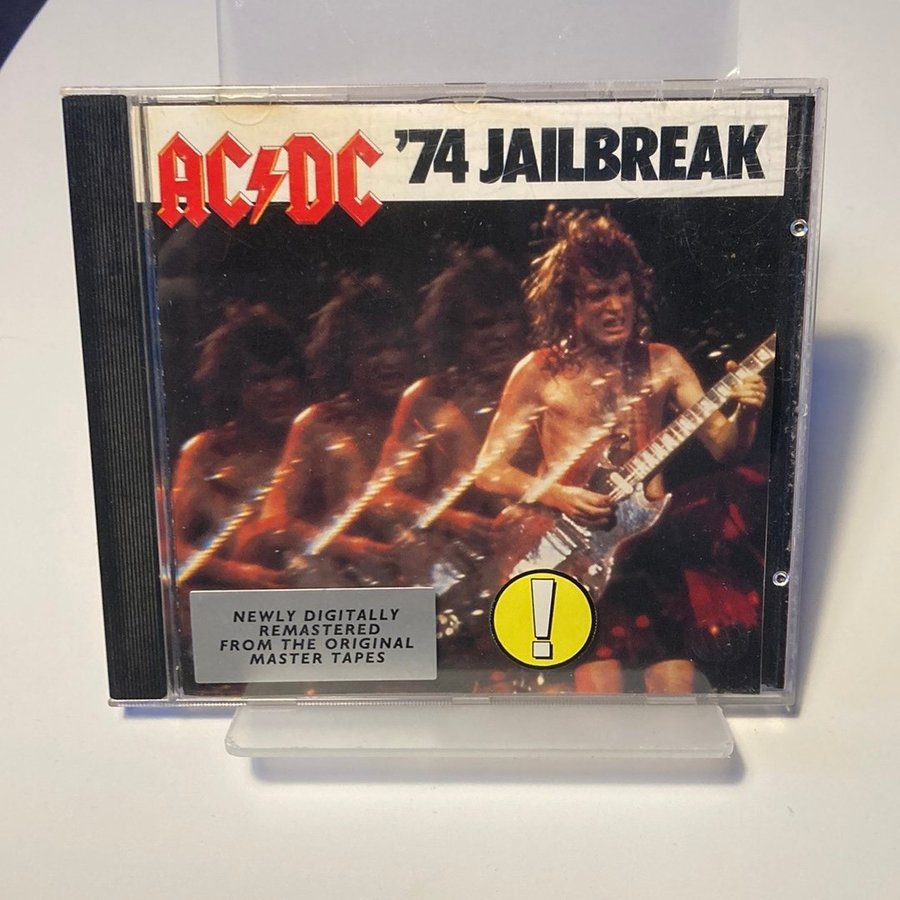 AC/DC '74 JAILBREAK
NEWLY DIGITALLY
REMASTERED
FROM THE ORIGINAL
MASTER TAPES
!